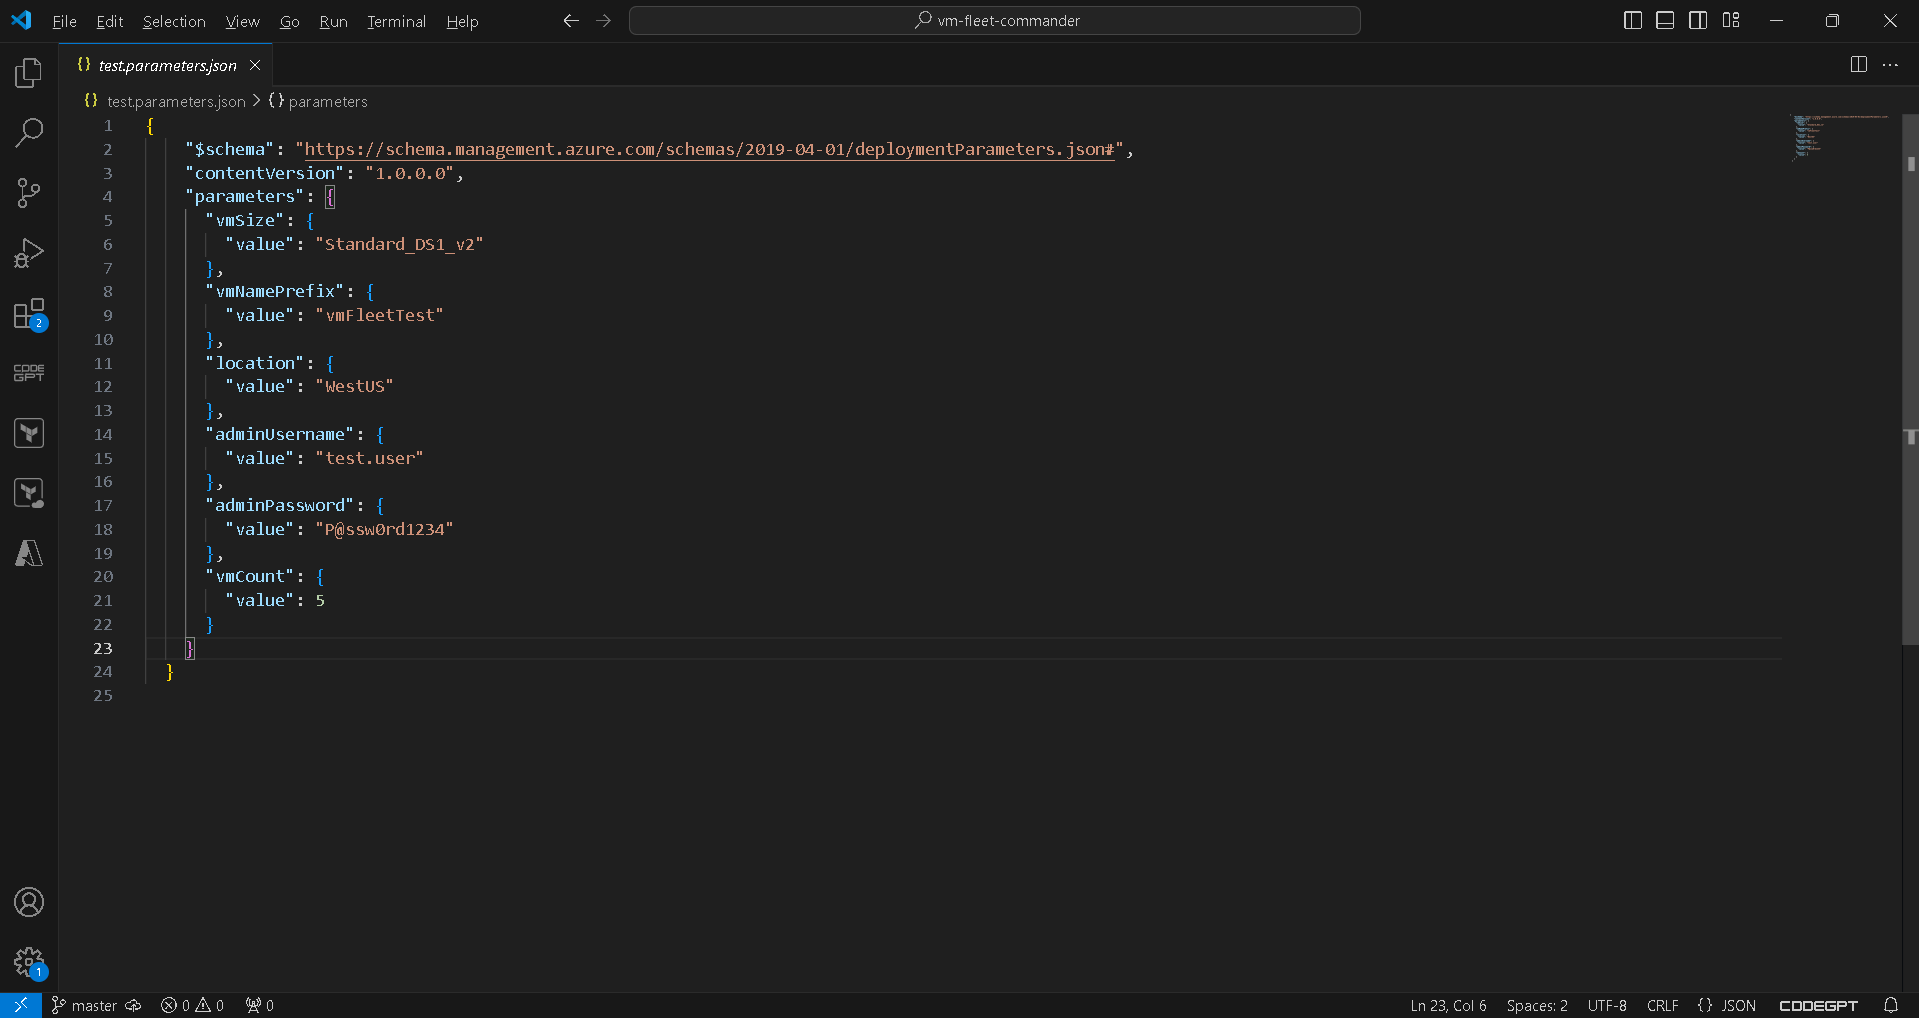 File Edit Selection View Go Run Terminal Help vm-fleet-commander
test.parameters.json
test.parameters.json > {} parameters
1 {
2 "$schema": "https://schema.management.azure.com/schemas/2019-04-01/deploymentParameters.json#",
3 "contentVersion": "1.0.0.0",
4 "parameters": {
5 "vmSize": {
6 "value": "Standard_DS1_v2"
7 },
8 "vmNamePrefix": {
9 "value": "vmFleetTest"
10 },
11 "location": {
12 "value": "WestUS"
13 },
14 "adminUsername": {
15 "value": "test.user"
16 },
17 "adminPassword": {
18 "value": "P@ssw0rd1234"
19 },
20 "vmCount": {
21 "value": 5
22 }
23 }
24 }
25
2
CODE
GPT
1
master 0 0 0 Ln 23, Col 6 Spaces: 2 UTF-8 CRLF {} JSON CODEGPT